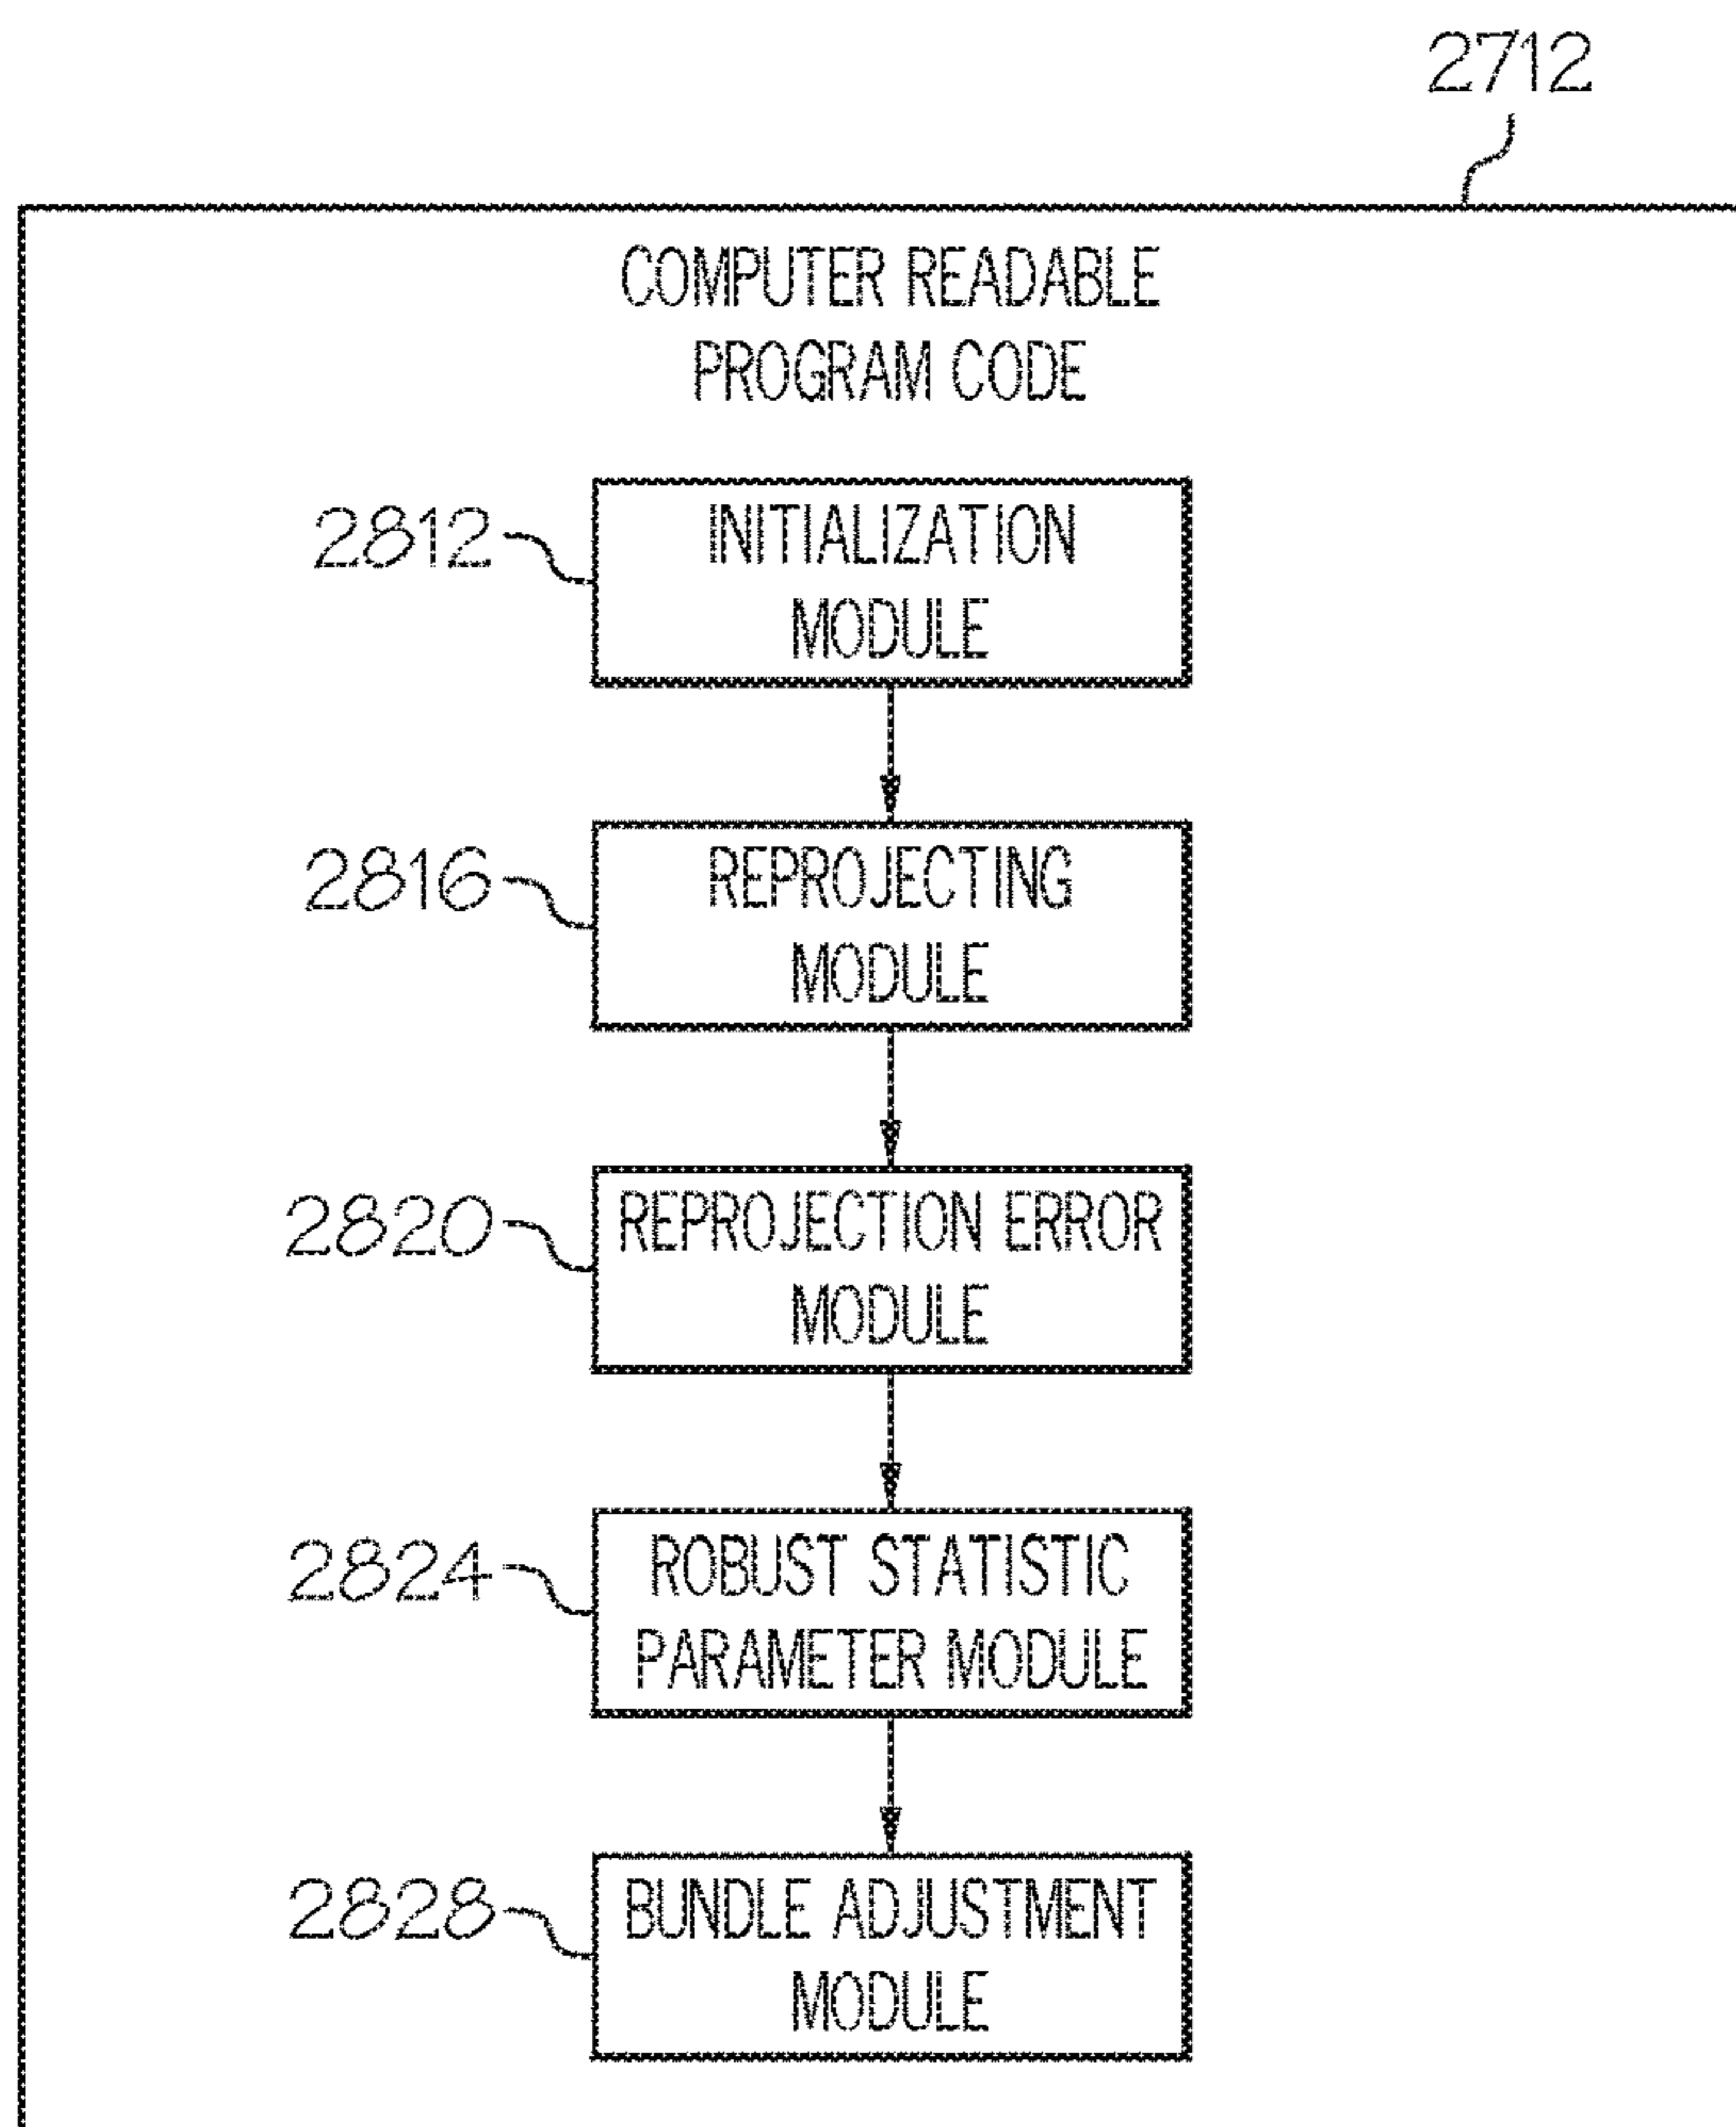 2712
COMPUTER READABLE
PROGRAM CODE
2812
INITIALIZATION
MODULE
2816
REPROJECTING
MODULE
2820
REPROJECTION ERROR
MODULE
2824
ROBUST STATISTIC
PARAMETER MODULE
2828
BUNDLE ADJUSTMENT
MODULE